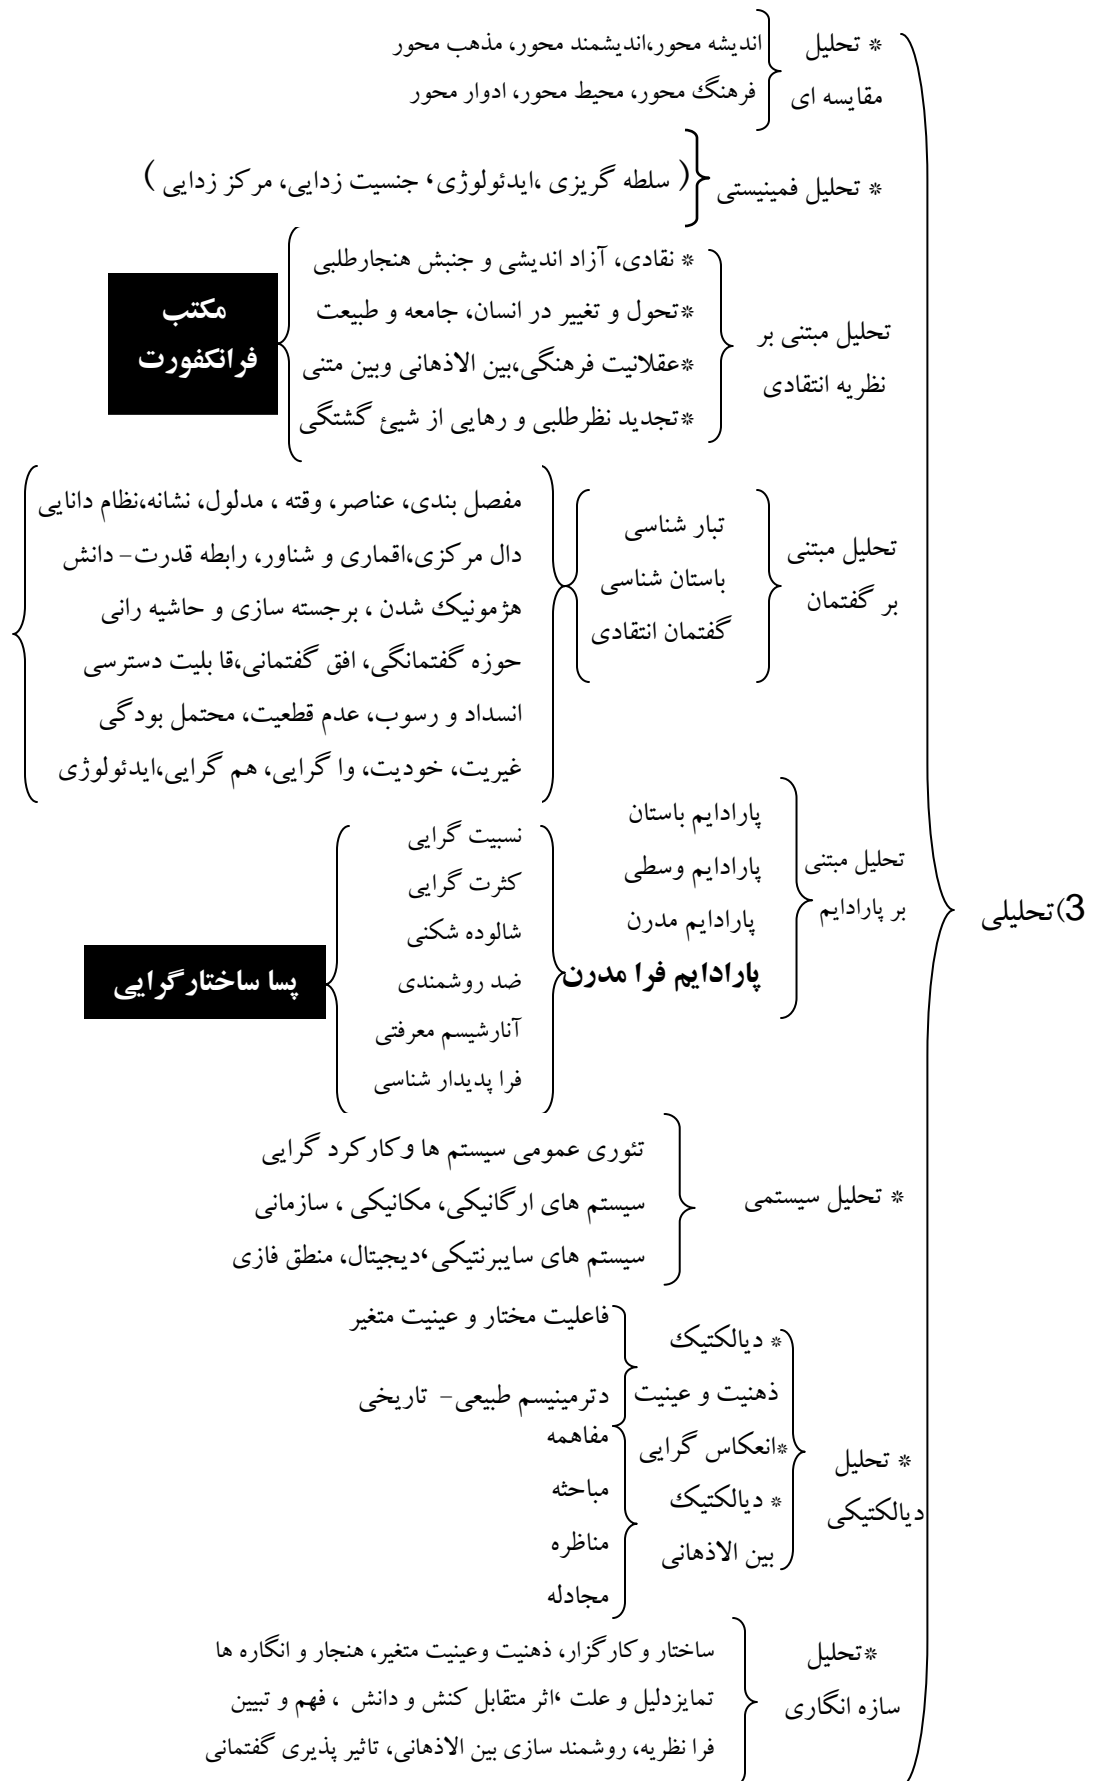 3)تحلیلی
* تحلیل
مقایسه ای
اندیشه محور،اندیشمند محور، مذهب محور
فرهنگ محور، محیط محور، ادوار محور
* تحلیل فمینیستی
( سلطه گریزی ،ایدئولوژی، جنسیت زدایی، مرکز زدایی )
تحلیل مبتنی بر
نظریه انتقادی
* نقادی، آزاد اندیشی و جنبش هنجارطلبی
*تحول و تغییر در انسان، جامعه و طبیعت
*عقلانیت فرهنگی،بین الاذهانی وبین متنی
*تجدید نظرطلبی و رهایی از شیئ گشتگی
مکتب
فرانکفورت
تحلیل مبتنی
بر گفتمان
تبار شناسی
باستان شناسی
گفتمان انتقادی
مفصل بندی، عناصر، وقته ، مدلول، نشانه،نظام دانایی
دال مرکزی،اقماری و شناور، رابطه قدرت- دانش
هژمونیک شدن ، برجسته سازی و حاشیه رانی
حوزه گفتمانگی، افق گفتمانی،قا بلیت دسترسی
انسداد و رسوب، عدم قطعیت، محتمل بودگی
غیریت، خودیت، وا گرایی، هم گرایی،ایدئولوژی
تحلیل مبتنی
بر پارادایم
پارادایم باستان
پارادایم وسطی
پارادایم مدرن
پارادایم فرا مدرن
نسبیت گرایی
کثرت گرایی
شالوده شکنی
ضد روشمندی
آنارشیسم معرفتی
فرا پدیدار شناسی
پسا ساختارگرایی
* تحلیل سیستمی
تئوری عمومی سیستم ها وکارکرد گرایی
سیستم های ارگانیکی، مکانیکی ، سازمانی
سیستم های سایبرنتیکی،دیجیتال، منطق فازی
* تحلیل
دیالکتیکی
* دیالکتیک
ذهنیت و عینیت
*انعکاس گرایی
* دیالکتیک
بین الاذهانی
فاعلیت مختار و عینیت متغیر
دترمینیسم طبیعی- تاریخی
مفاهمه
مباحثه
مناظره
مجادله
*تحلیل
سازه انگاری
ساختار وکارگزار، ذهنیت وعینیت متغیر، هنجار و انگاره ها
تمایزدلیل و علت ،اثر متقابل کنش و دانش ، فهم و تبیین
فرا نظریه، روشمند سازی بین الاذهانی، تاثیر پذیری گفتمانی